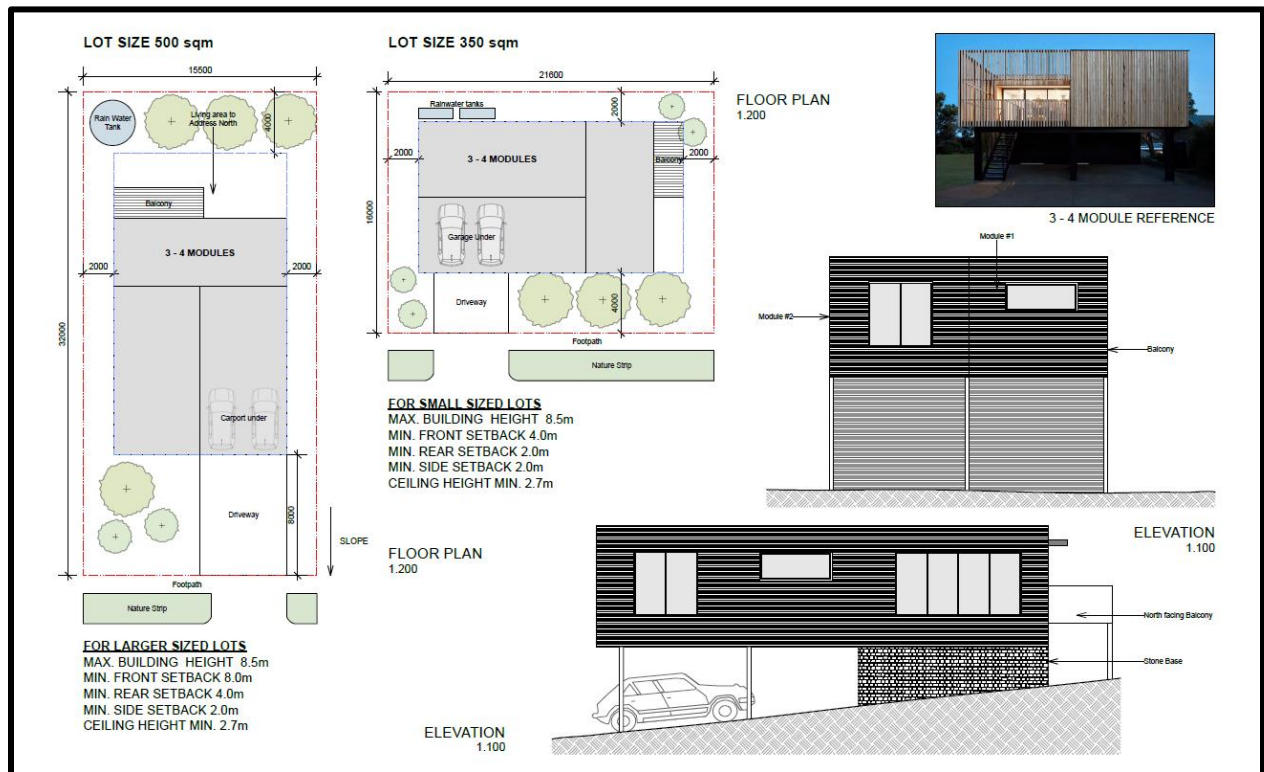 LOT SIZE 500 sqm
15500
Rain Water
Tank
Living area to
Address North
4000
Balcony
3 - 4 MODULES
2000
2000
32000
Carport under
Driveway
8000
SLOPE
Footpath
Nature Strip
FLOOR PLAN
1.200
FOR LARGER SIZED LOTS
MAX. BUILDING HEIGHT 8.5m
MIN. FRONT SETBACK 8.0m
MIN. REAR SETBACK 4.0m
MIN. SIDE SETBACK 2.0m
CEILING HEIGHT MIN. 2.7m
LOT SIZE 350 sqm
21600
Rainwater tanks
2000
FLOOR PLAN
1.200
2000
3 - 4 MODULES
Balcony
2000
16000
Garage Under
Driveway
4000
Footpath
Nature Strip
FOR SMALL SIZED LOTS
MAX. BUILDING HEIGHT 8.5m
MIN. FRONT SETBACK 4.0m
MIN. REAR SETBACK 2.0m
MIN. SIDE SETBACK 2.0m
CEILING HEIGHT MIN. 2.7m
3 - 4 MODULE REFERENCE
Module #1
Module #2
Balcony
ELEVATION
1.100
North facing Balcony
Stone Base
ELEVATION
1.100